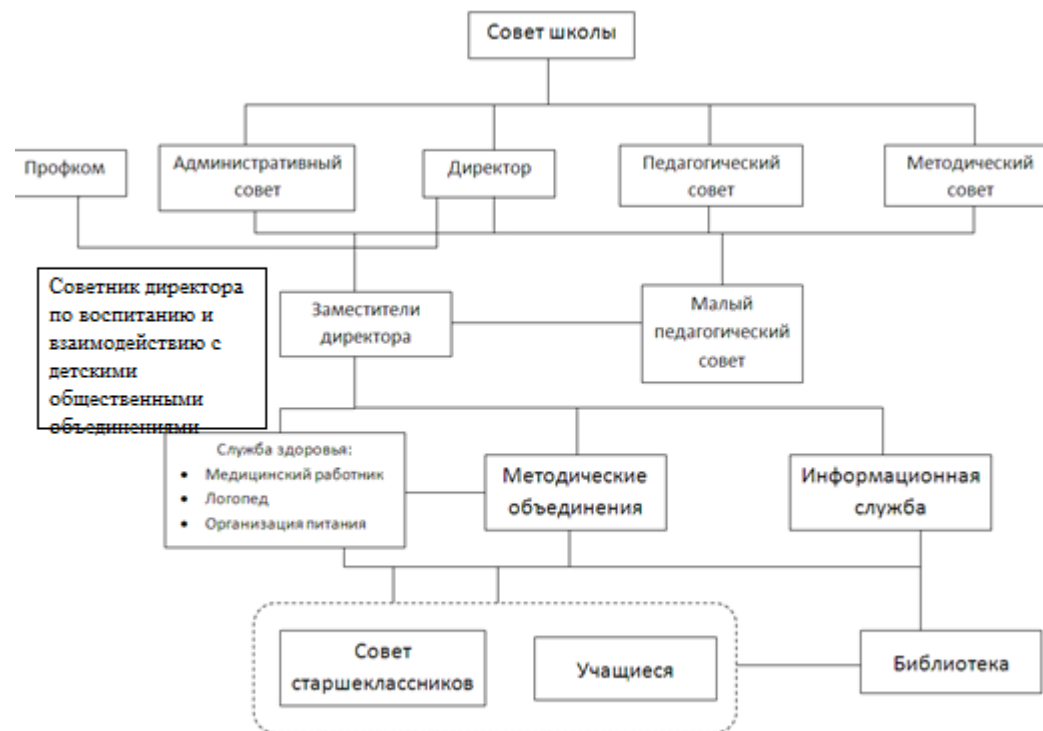 Совет школы
Профком
Административный
совет
Директор
Педагогический
совет
Методический
совет
Советник директора
по воспитанию и
взаимодействию с
детскими
общественными
объединениями
Заместители
директора
Малый
педагогический
совет
Служба здоровья:
• Медицинский работник
• Логопед
• Организация питания
Методические
объединения
Информационная
служба
Совет
старшеклассников
Учащиеся
Библиотека